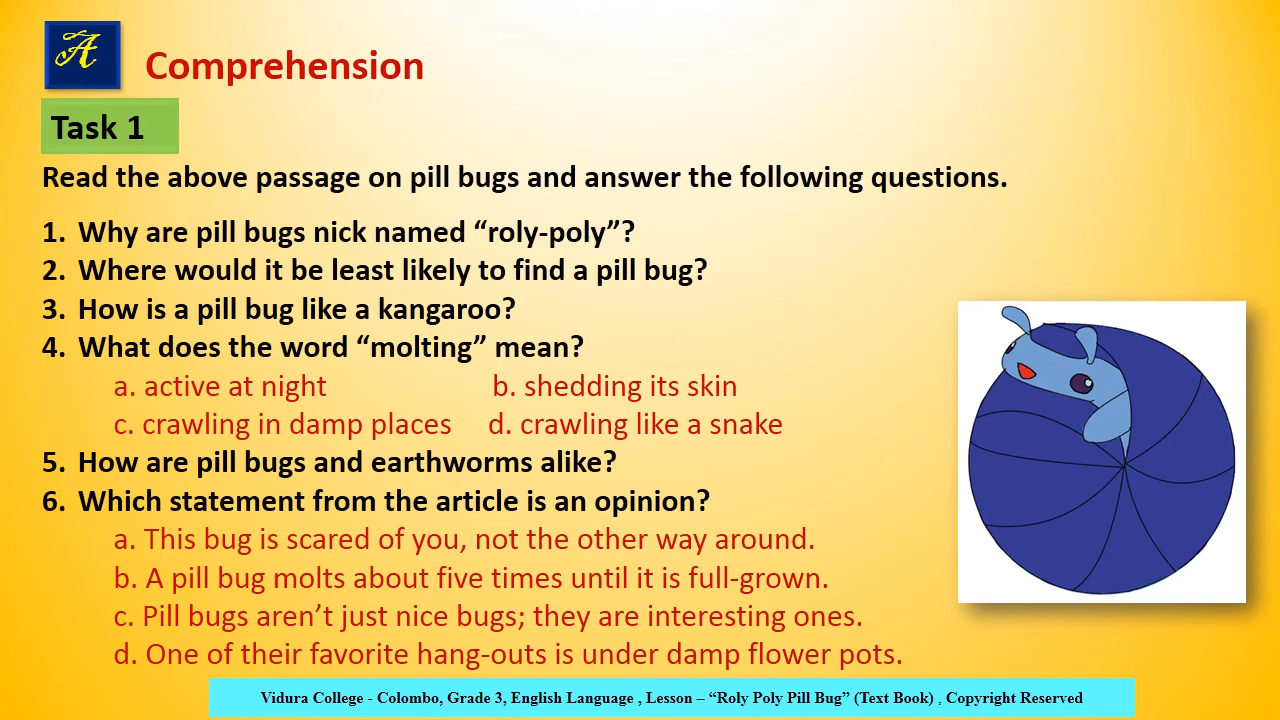 A
Comprehension
Task 1
Read the above passage on pill bugs and answer the following questions.
1. Why are pill bugs nick named “roly-poly”?
2. Where would it be least likely to find a pill bug?
3. How is a pill bug like a kangaroo?
4. What does the word “molting” mean?
a. active at night b. shedding its skin
c. crawling in damp places d. crawling like a snake
5. How are pill bugs and earthworms alike?
6. Which statement from the article is an opinion?
a. This bug is scared of you, not the other way around.
b. A pill bug molts about five times until it is full-grown.
c. Pill bugs aren’t just nice bugs; they are interesting ones.
d. One of their favorite hang-outs is under damp flower pots.
Vidura College - Colombo, Grade 3, English Language , Lesson – “Roly Poly Pill Bug” (Text Book) , Copyright Reserved